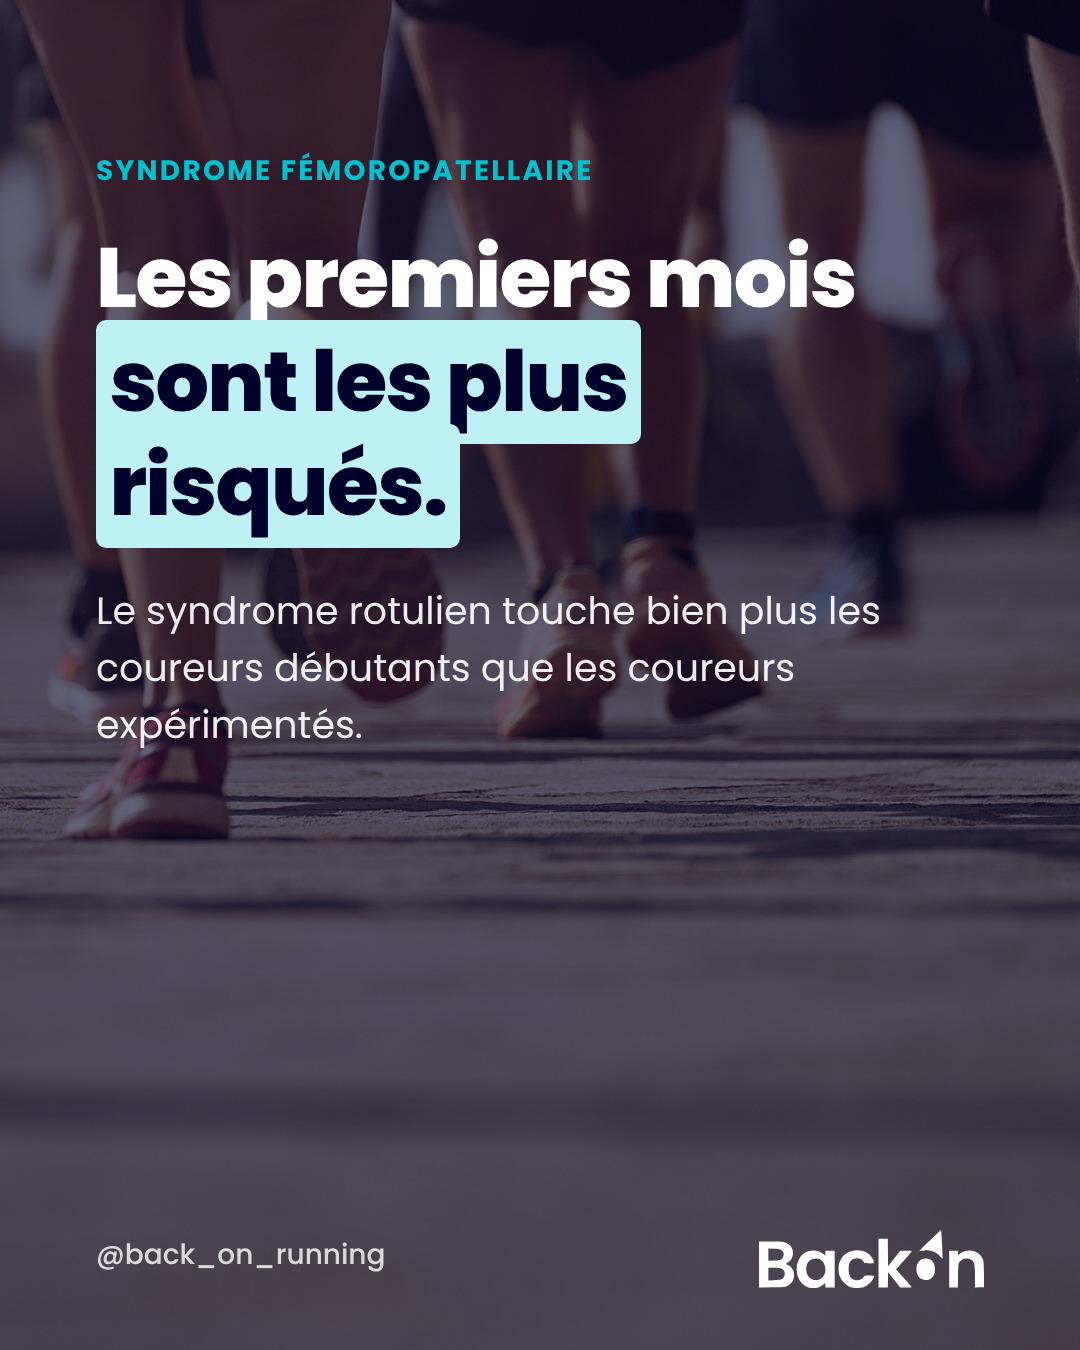 SYNDROME FÉMOROPATELLAIRE
Les premiers mois
sont les plus
risqués.
Le syndrome rotulien touche bien plus les
coureurs débutants que les coureurs
expérimentés.
@back_on_running
Backon